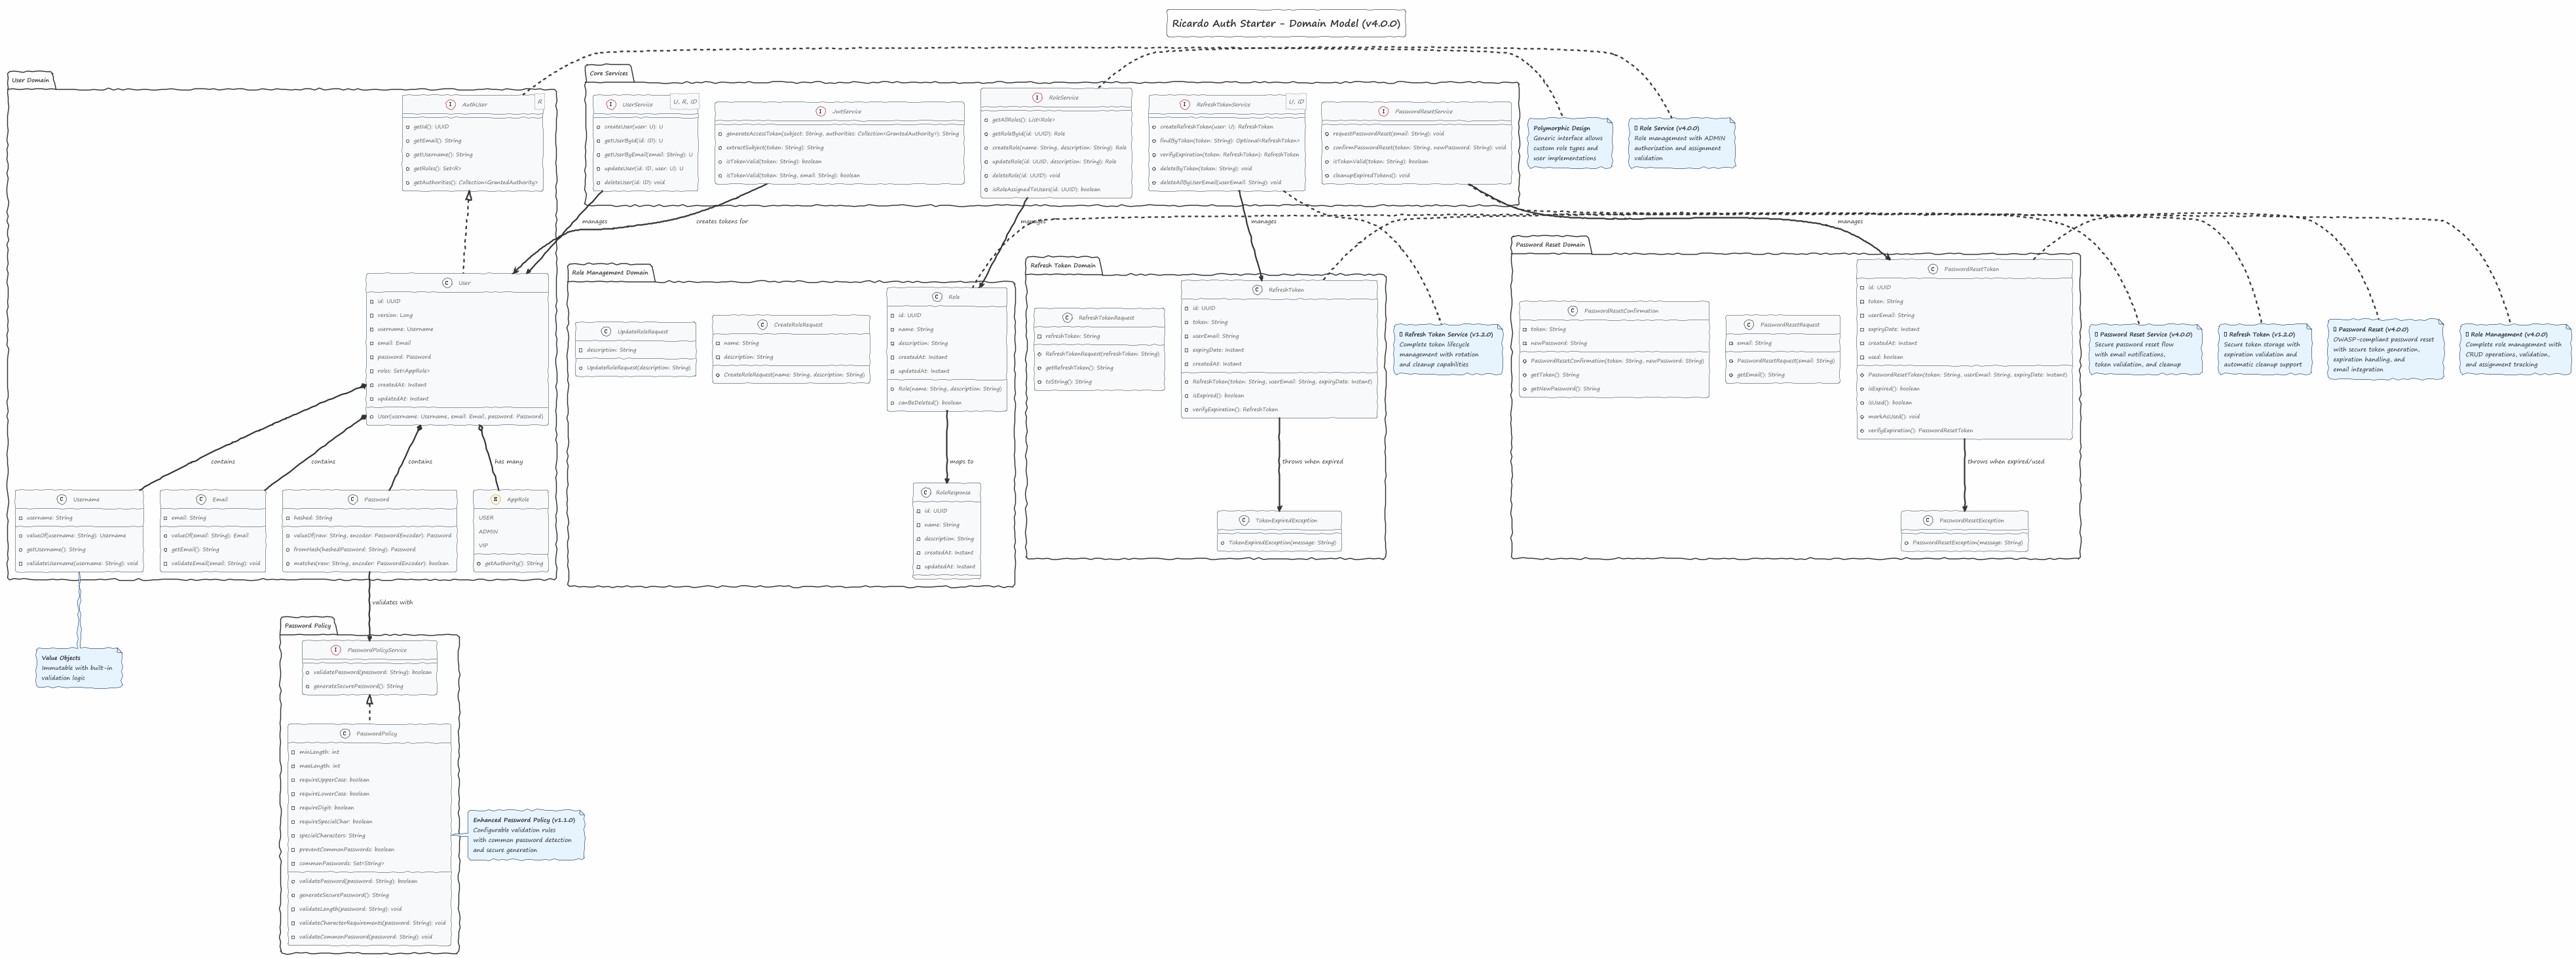 Ricardo Auth Starter - Domain Model (v4.0.0)
User Domain
AuthUser
R
getId(): UUID
getEmail(): String
getUsername(): String
getRoles(): Set<R>
getAuthorities(): Collection<GrantedAuthority>
User
id: UUID
version: Long
username: Username
email: Email
password: Password
roles: Set<AppRole>
createdAt: Instant
updatedAt: Instant
User(username: Username, email: Email, password: Password)
contains
contains
contains
has many
Username
username: String
valueOf(username: String): Username
getUsername(): String
validateUsername(username: String): void
Email
email: String
valueOf(email: String): Email
getEmail(): String
validateEmail(email: String): void
Password
hashed: String
valueOf(raw: String, encoder: PasswordEncoder): Password
fromHash(hashedPassword: String): Password
matches(raw: String, encoder: PasswordEncoder): boolean
AppRole
USER
ADMIN
VIP
getAuthority(): String
Core Services
UserService
U, R, ID
createUser(user: U): U
getUserById(id: ID): U
getUserByEmail(email: String): U
updateUser(id: ID, user: U): U
deleteUser(id: ID): void
JwtService
generateAccessToken(subject: String, authorities: Collection<GrantedAuthority>): String
extractSubject(token: String): String
isTokenValid(token: String): boolean
isTokenValid(token: String, email: String): boolean
RoleService
getAllRoles(): List<Role>
getRoleById(id: UUID): Role
createRole(name: String, description: String): Role
updateRole(id: UUID, description: String): Role
deleteRole(id: UUID): void
isRoleAssignedToUsers(id: UUID): boolean
RefreshTokenService
U, ID
createRefreshToken(user: U): RefreshToken
findByToken(token: String): Optional<RefreshToken>
verifyExpiration(token: RefreshToken): RefreshToken
deleteByToken(token: String): void
deleteAllByUserEmail(userEmail: String): void
PasswordResetService
requestPasswordReset(email: String): void
confirmPasswordReset(token: String, newPassword: String): void
isTokenValid(token: String): boolean
cleanupExpiredTokens(): void
Polymorphic Design
Generic interface allows
custom role types and
user implementations
Role Service (v4.0.0)
Role management with ADMIN
authorization and assignment
validation
manages
creates tokens for
manages
manages
manages
Role Management Domain
UpdateRoleRequest
description: String
UpdateRoleRequest(description: String)
CreateRoleRequest
name: String
description: String
CreateRoleRequest(name: String, description: String)
Role
id: UUID
name: String
description: String
createdAt: Instant
updatedAt: Instant
Role(name: String, description: String)
canBeDeleted(): boolean
maps to
RoleResponse
id: UUID
name: String
description: String
createdAt: Instant
updatedAt: Instant
Refresh Token Domain
RefreshTokenRequest
refreshToken: String
RefreshTokenRequest(refreshToken: String)
getRefreshToken(): String
toString(): String
RefreshToken
id: UUID
token: String
userEmail: String
expiryDate: Instant
createdAt: Instant
RefreshToken(token: String, userEmail: String, expiryDate: Instant)
isExpired(): boolean
verifyExpiration(): RefreshToken
throws when expired
TokenExpiredException
TokenExpiredException(message: String)
Refresh Token Service (v1.2.0)
Complete token lifecycle
management with rotation
and cleanup capabilities
Password Reset Domain
PasswordResetConfirmation
token: String
newPassword: String
PasswordResetConfirmation(token: String, newPassword: String)
getToken(): String
getNewPassword(): String
PasswordResetRequest
email: String
PasswordResetRequest(email: String)
getEmail(): String
PasswordResetToken
id: UUID
token: String
userEmail: String
expiryDate: Instant
createdAt: Instant
used: boolean
PasswordResetToken(token: String, userEmail: String, expiryDate: Instant)
isExpired(): boolean
isUsed(): boolean
markAsUsed(): void
verifyExpiration(): PasswordResetToken
throws when expired/used
PasswordResetException
PasswordResetException(message: String)
Password Reset Service (v4.0.0)
Secure password reset flow
with email notifications,
token validation, and cleanup
Refresh Token (v1.2.0)
Secure token storage with
expiration validation and
automatic cleanup support
Password Reset (v4.0.0)
OWASP-compliant password reset
with secure token generation,
expiration handling, and
email integration
Role Management (v4.0.0)
Complete role management with
CRUD operations, validation,
and assignment tracking
validates with
Value Objects
Immutable with built-in
validation logic
Password Policy
PasswordPolicyService
validatePassword(password: String): boolean
generateSecurePassword(): String
PasswordPolicy
minLength: int
maxLength: int
requireUpperCase: boolean
requireLowerCase: boolean
requireDigit: boolean
requireSpecialChar: boolean
specialCharacters: String
preventCommonPasswords: boolean
commonPasswords: Set<String>
validatePassword(password: String): boolean
generateSecurePassword(): String
validateLength(password: String): void
validateCharacterRequirements(password: String): void
validateCommonPassword(password: String): void
Enhanced Password Policy (v1.1.0)
Configurable validation rules
with common password detection
and secure generation